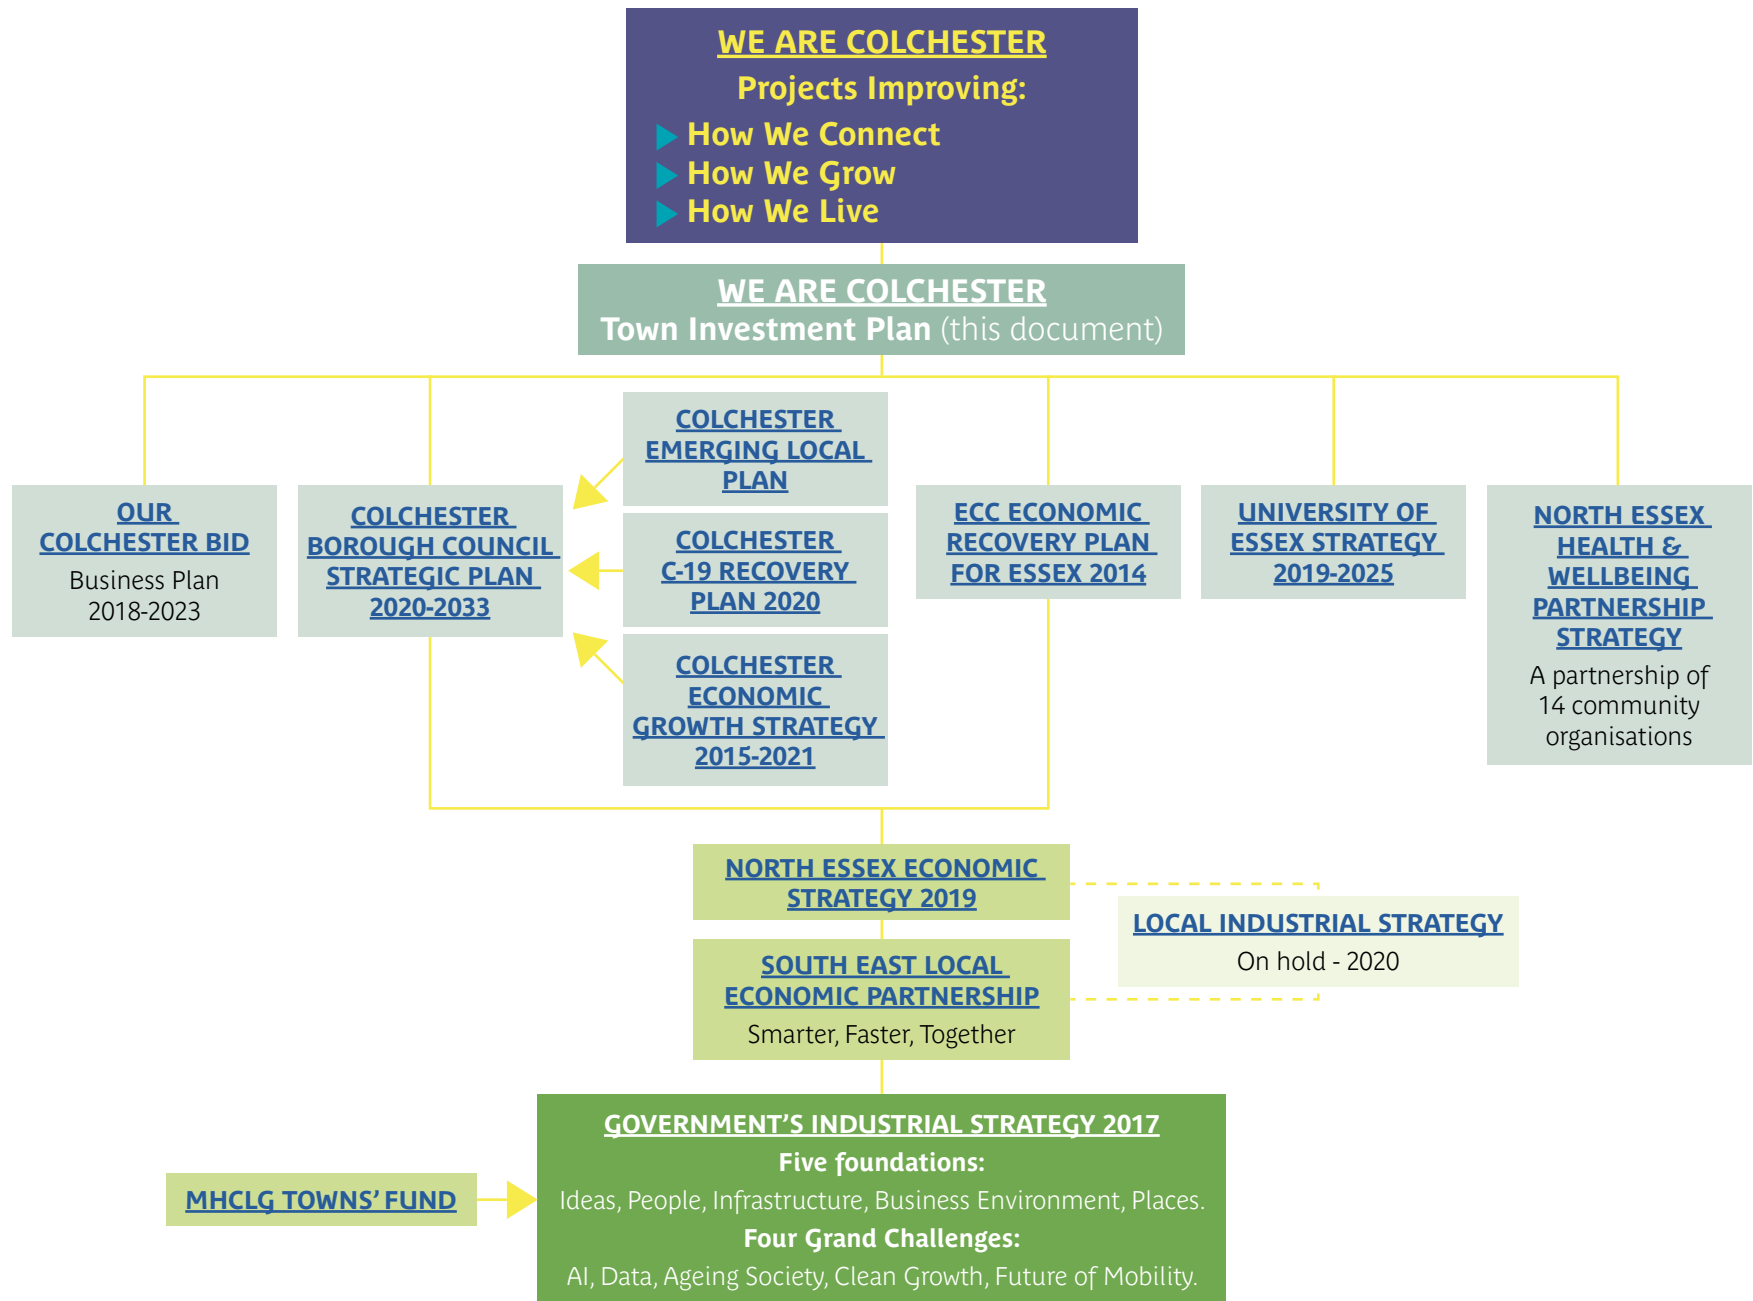 WE ARE COLCHESTER
Projects Improving:
How We Connect
How We Grow
How We Live
WE ARE COLCHESTER
Town Investment Plan (this document)
OUR
COLCHESTER BID
Business Plan
2018-2023
COLCHESTER
BOROUGH COUNCIL
STRATEGIC PLAN
2020-2033
COLCHESTER
EMERGING LOCAL
PLAN
COLCHESTER
C-19 RECOVERY
PLAN 2020
COLCHESTER
ECONOMIC
GROWTH STRATEGY
2015-2021
ECC ECONOMIC
RECOVERY PLAN
FOR ESSEX 2014
UNIVERSITY OF
ESSEX STRATEGY
2019-2025
NORTH ESSEX
HEALTH &
WELLBEING
PARTNERSHIP
STRATEGY
A partnership of
14 community
organisations
NORTH ESSEX ECONOMIC
STRATEGY 2019
LOCAL INDUSTRIAL STRATEGY
On hold - 2020
SOUTH EAST LOCAL
ECONOMIC PARTNERSHIP
Smarter, Faster, Together
MHCLG TOWNS’ FUND
GOVERNMENT’S INDUSTRIAL STRATEGY 2017
Five foundations:
Ideas, People, Infrastructure, Business Environment, Places.
Four Grand Challenges:
AI, Data, Ageing Society, Clean Growth, Future of Mobility.